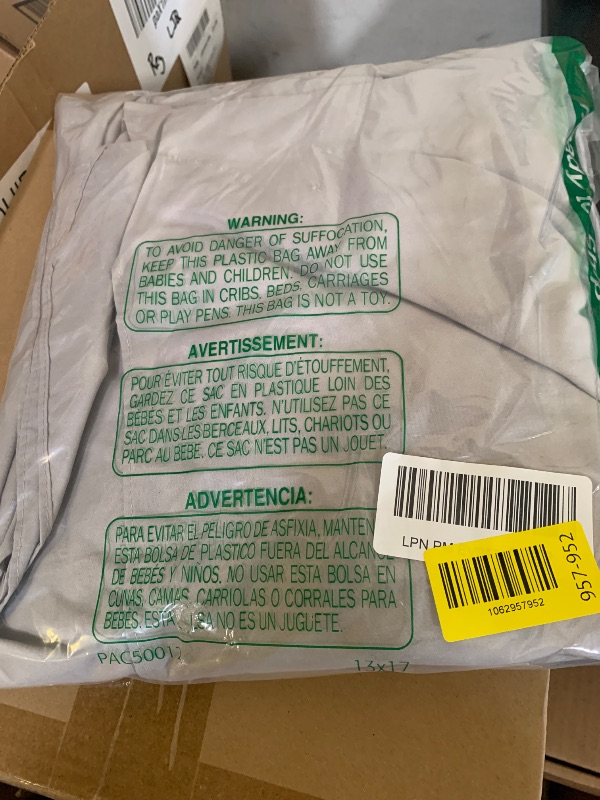 WARNING:
TO AVOID DANGER OF SUFFOCATION,
KEEP THIS PLASTIC BAG AWAY FROM
BABIES AND CHILDREN. DO NOT USE
THIS BAG IN CRIBS. BEDS. CARRIAGES
OR PLAY PENS. THIS BAG IS NOT A TOY.
AVERTISSEMENT:
POUR ÉVITER TOUT RISQUE D'ÉTOUFFEMENT,
GARDEZ CE SAC EN PLASTIQUE LOIN DES
BÉBÉS ET LES ENFANTS. N'UTILISEZ PAS CE
SAC DANS LES BERCEAUX, LITS, CHARIOTS OU
PARC AU BEBE. CE SAC N'EST PAS UN JOUET.
ADVERTENCIA:
PARA EVITAR EL PELIGRO DE ASFIXIA, MANTEN
ESTA BOLSA DE PLASTICO FUERA DEL ALCANCE
DE BEBES Y NIÑOS. NO USAR ESTA BOLSA EN
CUNAS, CAMAS, CARRIOLAS O CORRALES PARA
BEBES. ESTA NO ES UN JUGUETE.
13x17
LPN
957-952
1062957952